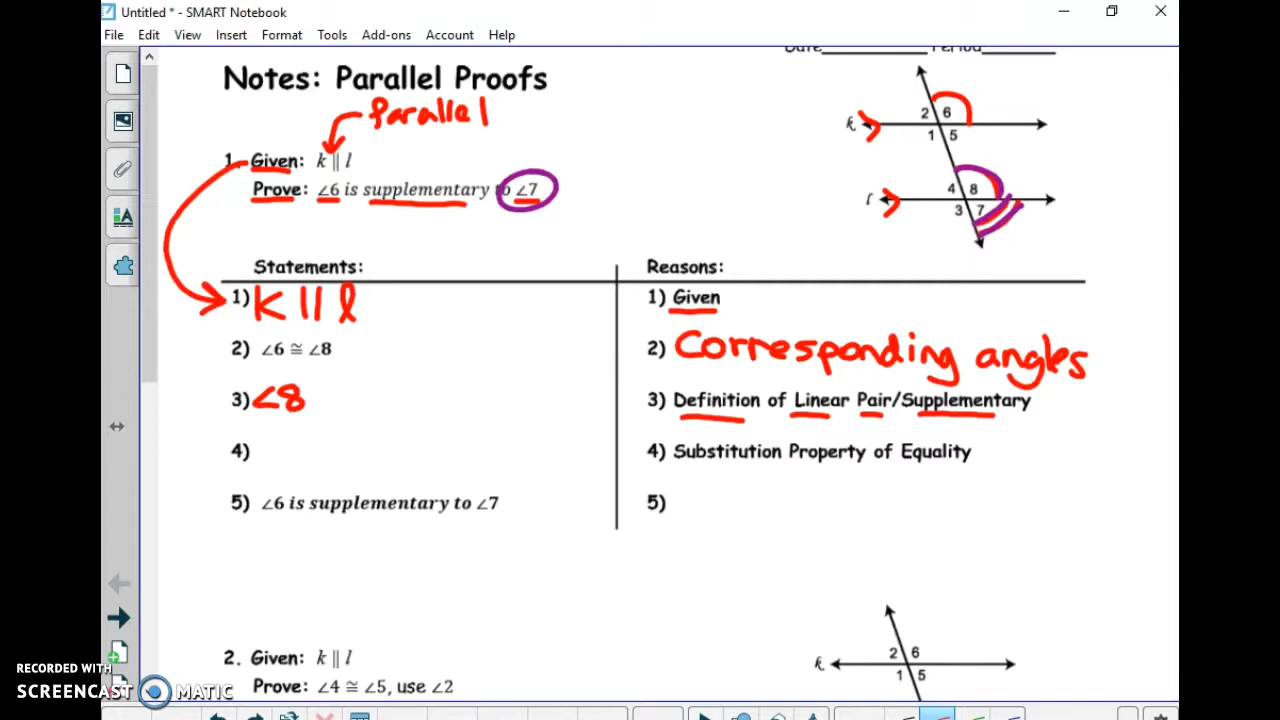 Untitled * - SMART Notebook
File Edit View Insert Format Tools Add-ons Account Help
Date Period
Notes: Parallel Proofs
parallel
1. Given: k ∥ l
Prove: ∠6 is supplementary to ∠7
k 2 6
1 5
l 4 8
3 7
Statements: Reasons:
1) k ∥ l 1) Given
2) ∠6 ≅ ∠8 2) Corresponding angles
3) ∠8 3) Definition of Linear Pair/Supplementary
4) 4) Substitution Property of Equality
5) ∠6 is supplementary to ∠7 5)
2. Given: k ∥ l
Prove: ∠4 ≅ ∠5, use ∠2
k 2 6
1 5
RECORDED WITH
SCREENCAST MATIC